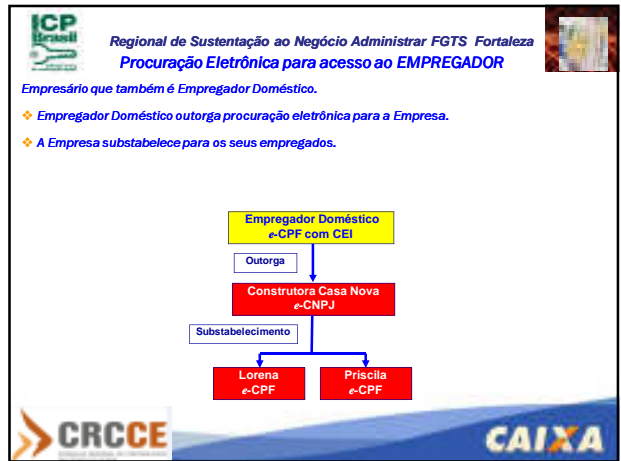 ICP
Brasil
Regional de Sustentação ao Negócio Administrar FGTS Fortaleza
Procuração Eletrônica para acesso ao EMPREGADOR
Empresário que também é Empregador Doméstico.
Empregador Doméstico outorga procuração eletrônica para a Empresa.
A Empresa substabelece para os seus empregados.
Empregador Doméstico
e-CPF com CEI
Outorga
Construtora Casa Nova
e-CNPJ
Substabelecimento
Lorena
e-CPF
Priscila
e-CPF
CRCCE
CAIXA